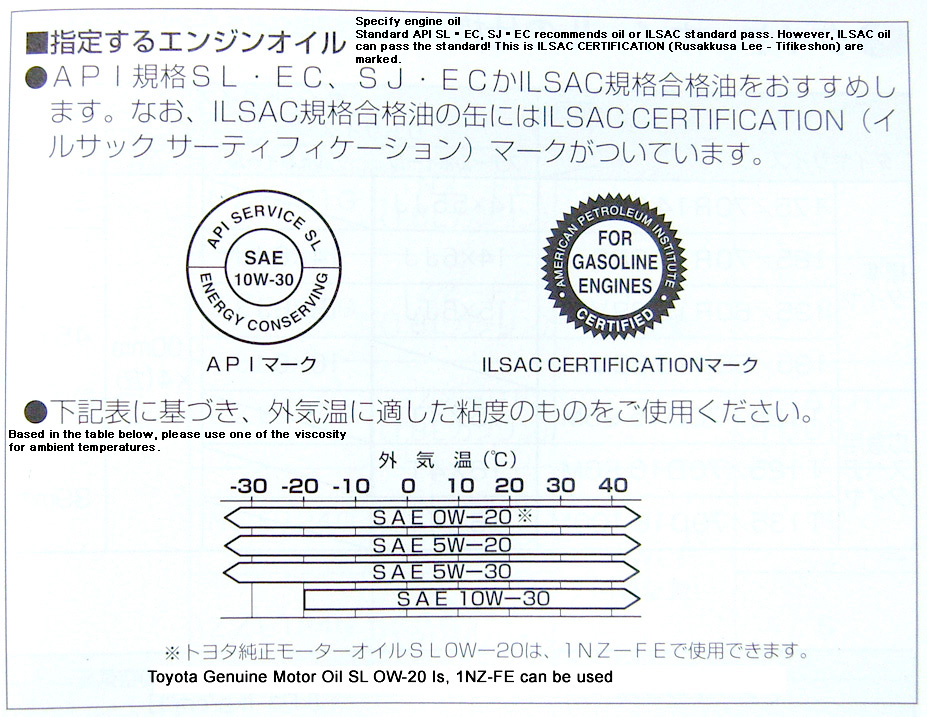 Specify engine oil
Standard API SL・EC, SJ・EC recommends oil or ILSAC standard pass. However, ILSAC oil
can pass the standard! This is ILSAC CERTIFICATION (Rusakkusa Lee - Tifikeshon) are
marked.
■指定するエンジンオイル
●ＡＰＩ規格ＳＬ・ＥＣ、ＳＪ・ＥＣかILSAC規格合格油をおすすめし
ます。なお、ILSAC規格合格油の缶にはILSAC CERTIFICATION（イ
ルサック サーティフィケーション）マークがついています。
API SERVICE SL
SAE
10W-30
ENERGY CONSERVING
AMERICAN PETROLEUM INSTITUTE
FOR
GASOLINE
ENGINES
CERTIFIED
ＡＰＩマーク
ILSAC CERTIFICATIONマーク
●下記表に基づき、外気温に適した粘度のものをご使用ください。
Based in the table below, please use one of the viscosity
for ambient temperatures.
外 気 温（℃）
-30 -20 -10 0 10 20 30 40
ＳＡＥ 0W－20※
ＳＡＥ 5W－20
ＳＡＥ 5W－30
ＳＡＥ 10W－30
※トヨタ純正モーターオイルＳＬ0W－20は、１ＮＺ－ＦＥで使用できます。
Toyota Genuine Motor Oil SL OW-20 Is, 1NZ-FE can be used